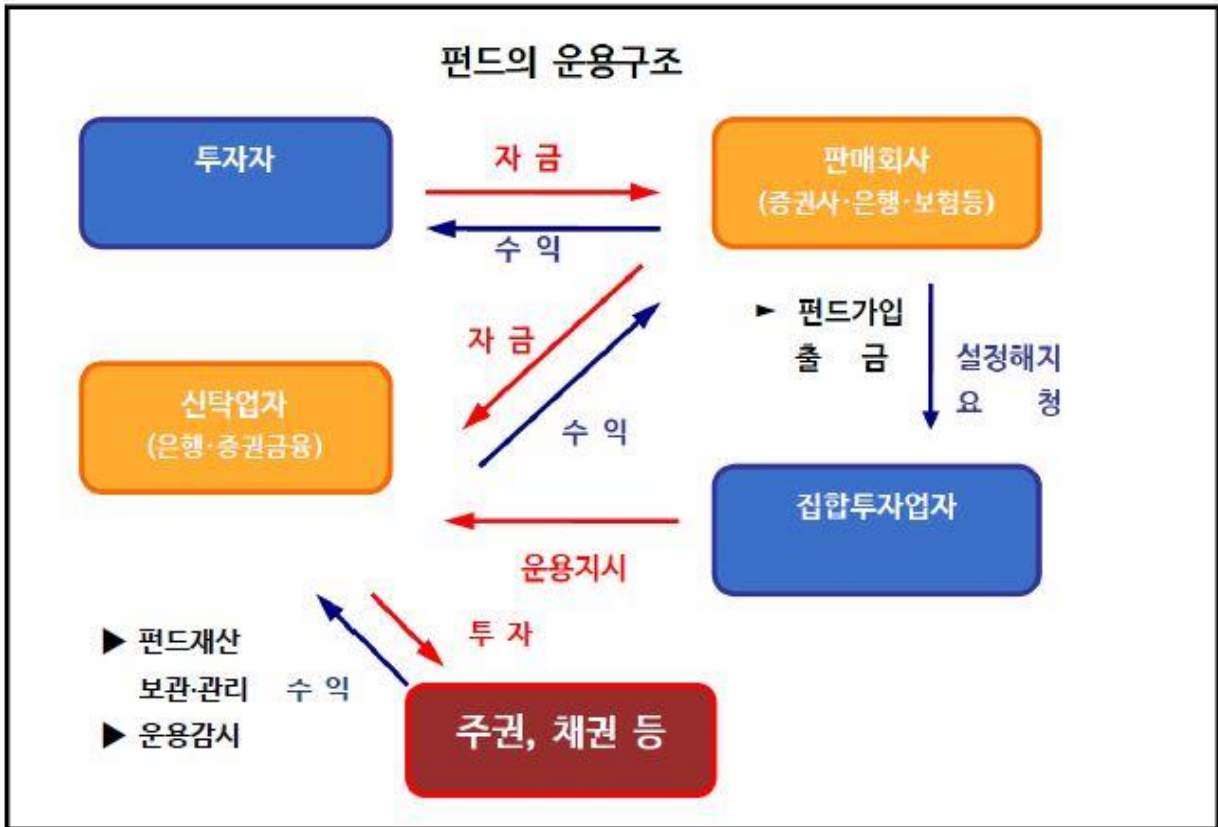 펀드의 운용구조
투자자
자 금
수 익
판매회사
(증권사·은행·보험등)
자 금
수 익
► 펀드가입
출 금
설정해지
요 청
신탁업자
(은행·증권금융)
집합투자업자
운용지시
▶ 펀드재산
보관·관리
▶ 운용감시
수 익
투 자
주권, 채권 등